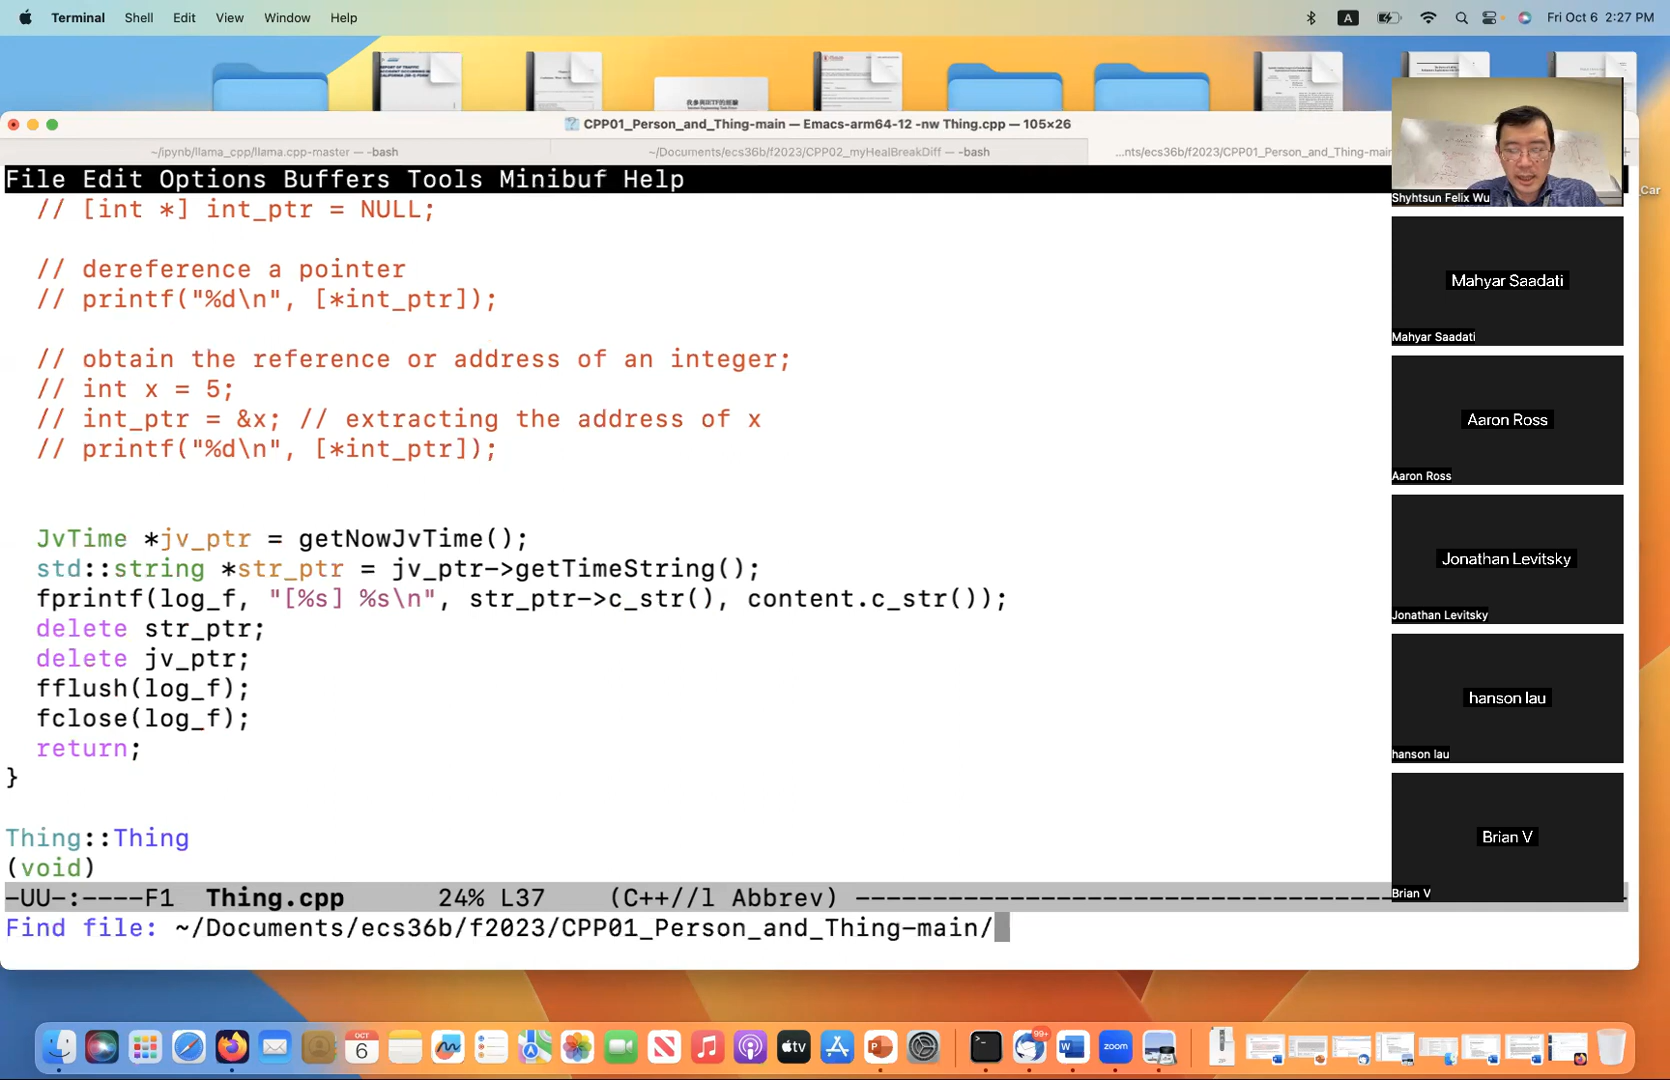 Terminal Shell Edit View Window Help
A
Fri Oct 6 2:27 PM
CPP01_Person_and_Thing-main — Emacs-arm64-12 -nw Thing.cpp — 105×26
~/ipynb/llama_cpp/llama.cpp-master — -bash
~/Documents/ecs36b/f2023/CPP02_myHealBreakDiff — -bash
...nts/ecs36b/f2023/CPP01_Person_and_Thing-main
Car
File Edit Options Buffers Tools Minibuf Help
// [int *] int_ptr = NULL;
// dereference a pointer
// printf("%d\n", [*int_ptr]);
// obtain the reference or address of an integer;
// int x = 5;
// int_ptr = &x; // extracting the address of x
// printf("%d\n", [*int_ptr]);
JvTime *jv_ptr = getNowJvTime();
std::string *str_ptr = jv_ptr->getTimeString();
fprintf(log_f, "[%s] %s\n", str_ptr->c_str(), content.c_str());
delete str_ptr;
delete jv_ptr;
fflush(log_f);
fclose(log_f);
return;
}
Thing::Thing
(void)
-UU-:----F1 Thing.cpp 24% L37 (C++//l Abbrev) -----------------------------------
Find file: ~/Documents/ecs36b/f2023/CPP01_Person_and_Thing-main/
Shyhtsun Felix Wu
Mahyar Saadati
Mahyar Saadati
Aaron Ross
Aaron Ross
Jonathan Levitsky
Jonathan Levitsky
hanson lau
hanson lau
Brian V
Brian V
OCT
6
tv
99+
zoom